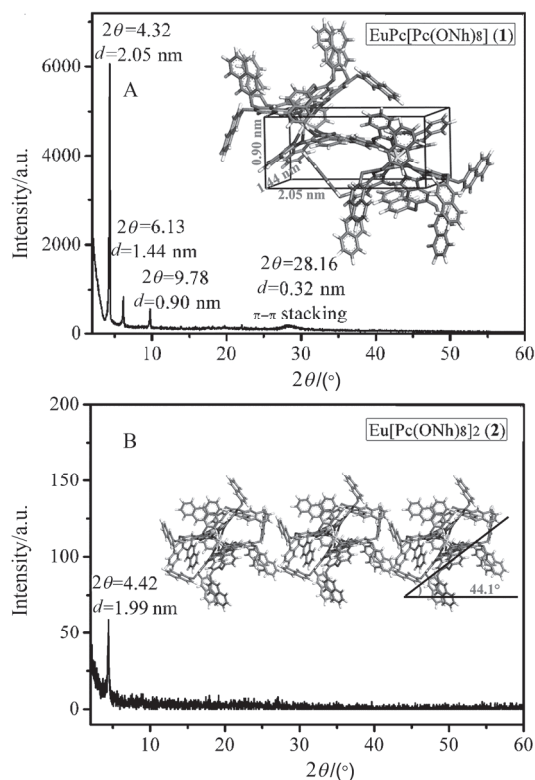 2θ=4.32
d=2.05 nm
EuPc[Pc(ONh)8] (1)
6000
A
0.90 nm
1.44 nm
2.05 nm
4000
Intensity/a.u.
2θ=6.13
d=1.44 nm
2θ=9.78
d=0.90 nm
2θ=28.16
d=0.32 nm
π–π stacking
2000
0
10 20 30 40 50 60
2θ/(°)
200
B
Eu[Pc(ONh)8]2 (2)
150
100
Intensity/a.u.
2θ=4.42
d=1.99 nm
44.1°
50
0
10 20 30 40 50 60
2θ/(°)